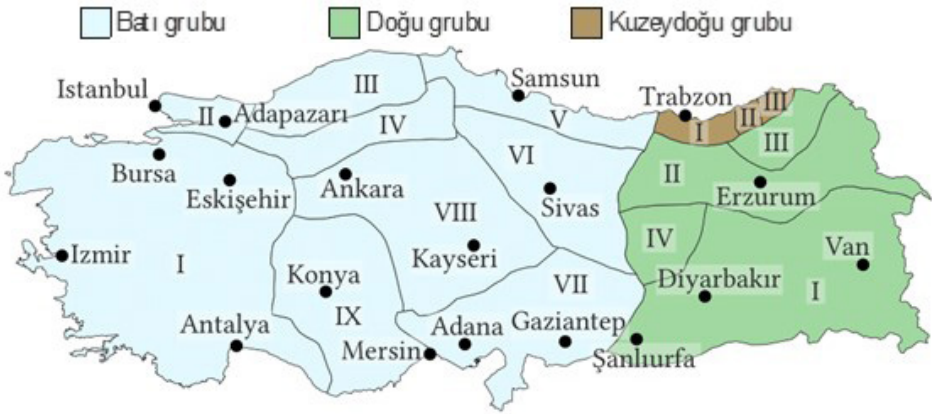 Batı grubu
Doğu grubu
Kuzeydoğu grubu
Istanbul
II
Adapazarı
III
Samsun
Trabzon
III
II
I
III
IV
V
VI
II
Bursa
Eskişehir
Ankara
Sivas
Erzurum
VIII
IV
Van
Izmir
I
Kayseri
Konya
VII
Diyarbakır
I
IX
Antalya
Mersin
Adana
Gaziantep
Şanlıurfa